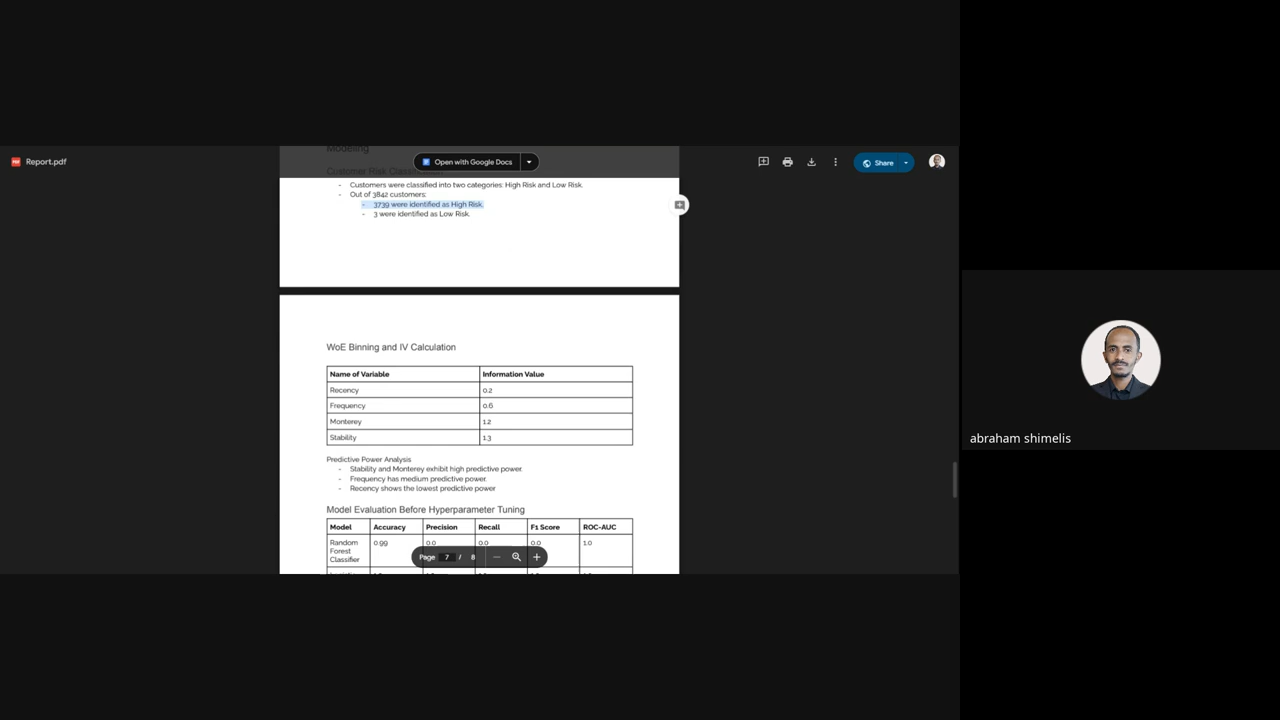 Report.pdf
Open with Google Docs
Share
Modeling
Customer Risk
- Customers were classified into two categories: High Risk and Low Risk.
- Out of 3842 customers:
- 3739 were identified as High Risk.
- 3 were identified as Low Risk.
WoE Binning and IV Calculation
Name of Variable Information Value
Recency 0.2
Frequency 0.6
Monterey 1.2
Stability 1.3
Predictive Power Analysis
- Stability and Monterey exhibit high predictive power.
- Frequency has medium predictive power.
- Recency shows the lowest predictive power
Model Evaluation Before Hyperparameter Tuning
Model Accuracy Precision Recall F1 Score ROC-AUC
Random Forest Classifier 0.99 0.0 0.0 0.0 1.0
Page 7 / 8
abraham shimelis